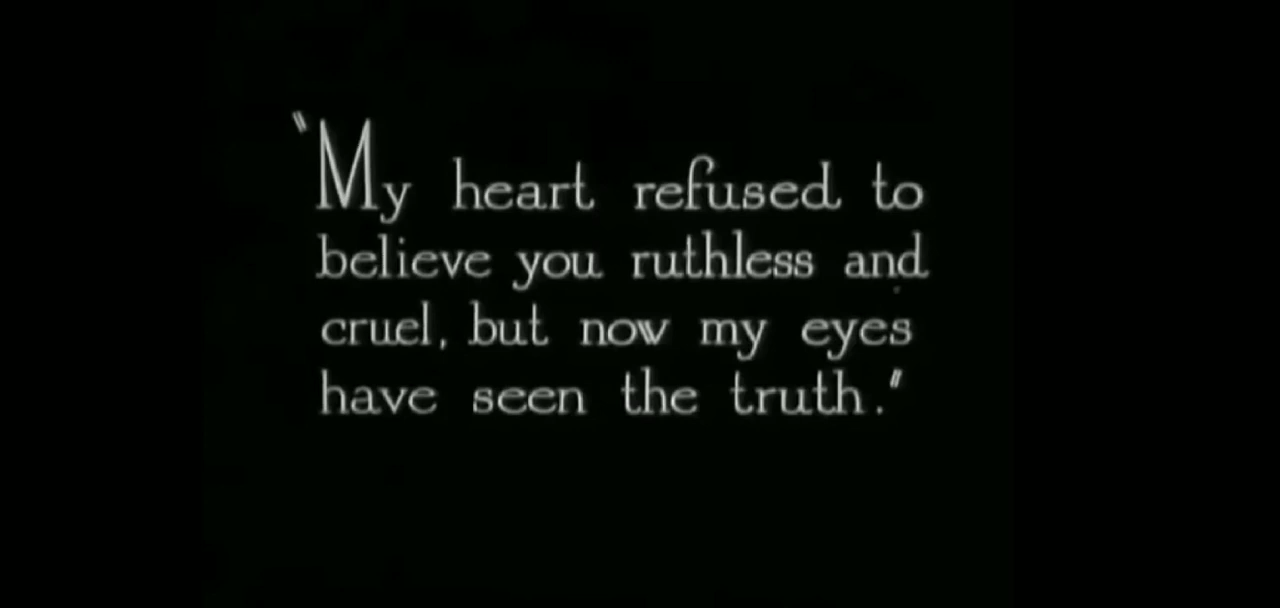 "My heart refused to
believe you ruthless and
cruel, but now my eyes
have seen the truth."